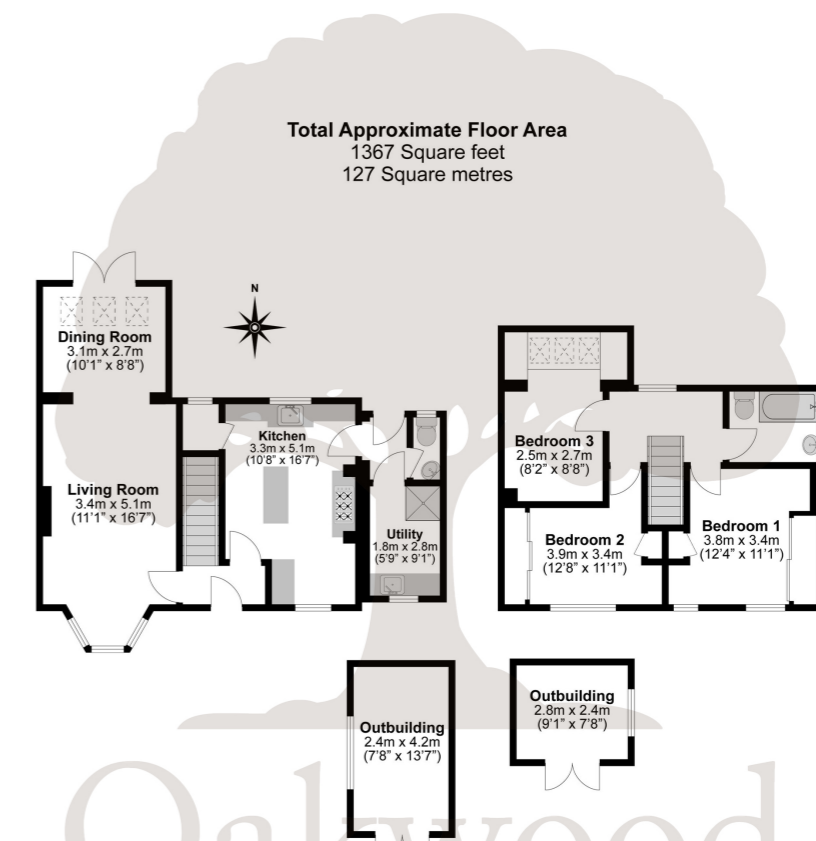 Total Approximate Floor Area
1367 Square feet
127 Square metres
N
Dining Room
3.1m x 2.7m
(10'1" x 8'8")
Kitchen
3.3m x 5.1m
(10'8" x 16'7")
Living Room
3.4m x 5.1m
(11'1" x 16'7")
Utility
1.8m x 2.8m
(5'9" x 9'1")
Bedroom 3
2.5m x 2.7m
(8'2" x 8'8")
Bedroom 2
3.9m x 3.4m
(12'8" x 11'1")
Bedroom 1
3.8m x 3.4m
(12'4" x 11'1")
Outbuilding
2.4m x 4.2m
(7'8" x 13'7")
Outbuilding
2.8m x 2.4m
(9'1" x 7'8")
Oakwood